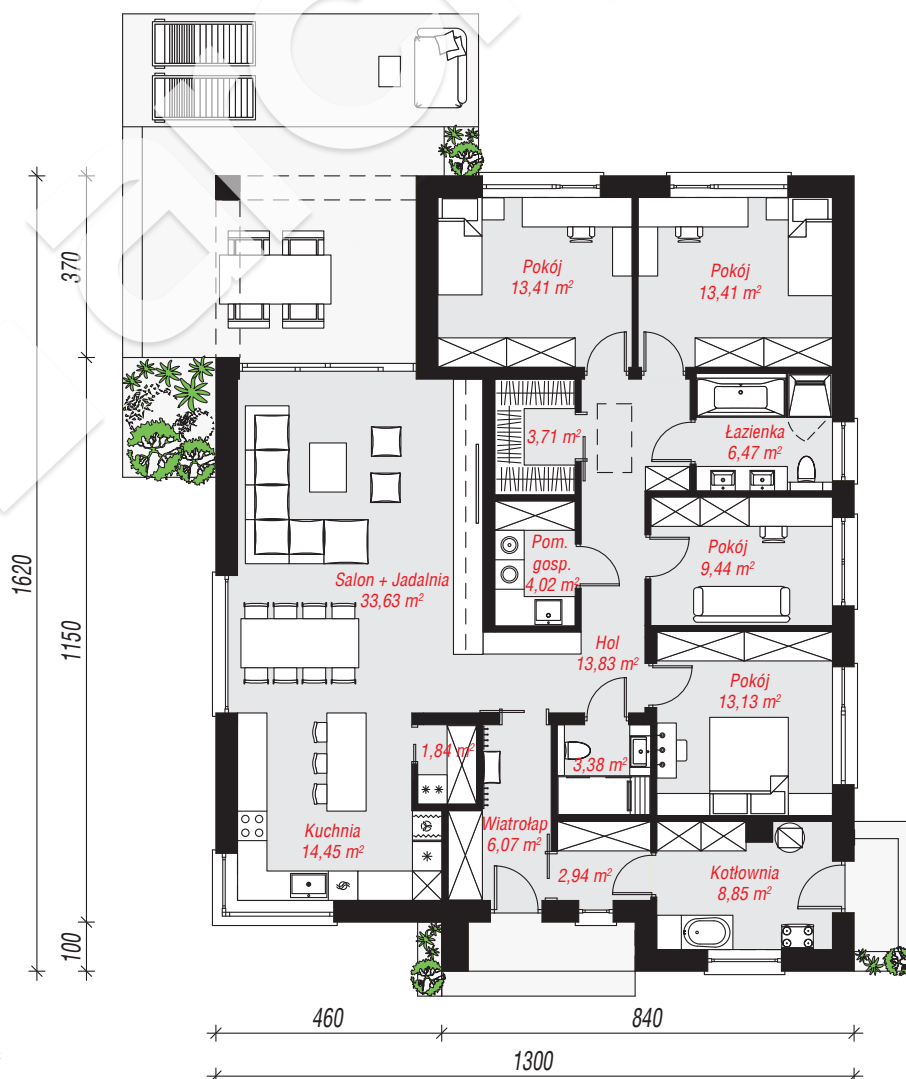 Pokój
13,41 m²
Pokój
13,41 m²
370
3,71 m²
Łazienka
6,47 m²
Pom.
gosp.
4,02 m²
Pokój
9,44 m²
Salon + Jadalnia
33,63 m²
1620
1150
Hol
13,83 m²
Pokój
13,13 m²
1,84 m²
3,38 m²
Kuchnia
14,45 m²
Wiatrołap
6,07 m²
2,94 m²
Kotłownia
8,85 m²
100
460
840
1300